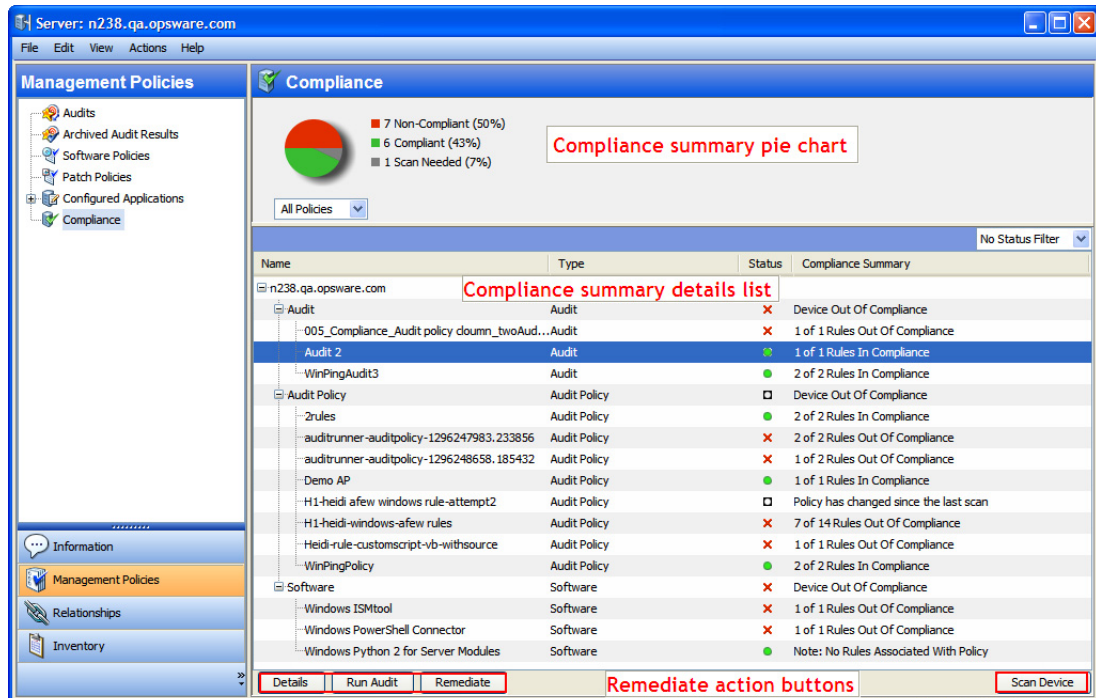 Server: n238.qa.opsware.com
File Edit View Actions Help
Management Policies
Audits
Archived Audit Results
Software Policies
Patch Policies
Configured Applications
Compliance
Information
Management Policies
Relationships
Inventory
Compliance
7 Non-Compliant (50%)
6 Compliant (43%)
1 Scan Needed (7%)
Compliance summary pie chart
All Policies
No Status Filter
Name Type Status Compliance Summary
n238.qa.opsware.com
Compliance summary details list
Audit Audit Device Out Of Compliance
005_Compliance_Audit policy cloumn_twoAud... Audit 1 of 1 Rules Out Of Compliance
Audit 2 Audit 1 of 1 Rules In Compliance
WinPingAudit3 Audit 2 of 2 Rules In Compliance
Audit Policy Audit Policy Device Out Of Compliance
2rules Audit Policy 2 of 2 Rules In Compliance
auditrunner-auditpolicy-1296247983.233856 Audit Policy 2 of 2 Rules Out Of Compliance
auditrunner-auditpolicy-1296248658.185432 Audit Policy 1 of 2 Rules Out Of Compliance
Demo AP Audit Policy 1 of 1 Rules In Compliance
H1-heidi afew windows rule-attempt2 Audit Policy Policy has changed since the last scan
H1-heidi-windows-afew rules Audit Policy 7 of 14 Rules Out Of Compliance
Heidi-rule-customscript-vb-withsource Audit Policy 1 of 1 Rules Out Of Compliance
WinPingPolicy Audit Policy 2 of 2 Rules In Compliance
Software Software Device Out Of Compliance
Windows ISMtool Software 1 of 1 Rules Out Of Compliance
Windows PowerShell Connector Software 1 of 1 Rules Out Of Compliance
Windows Python 2 for Server Modules Software Note: No Rules Associated With Policy
Details Run Audit Remediate Remediate action buttons Scan Device